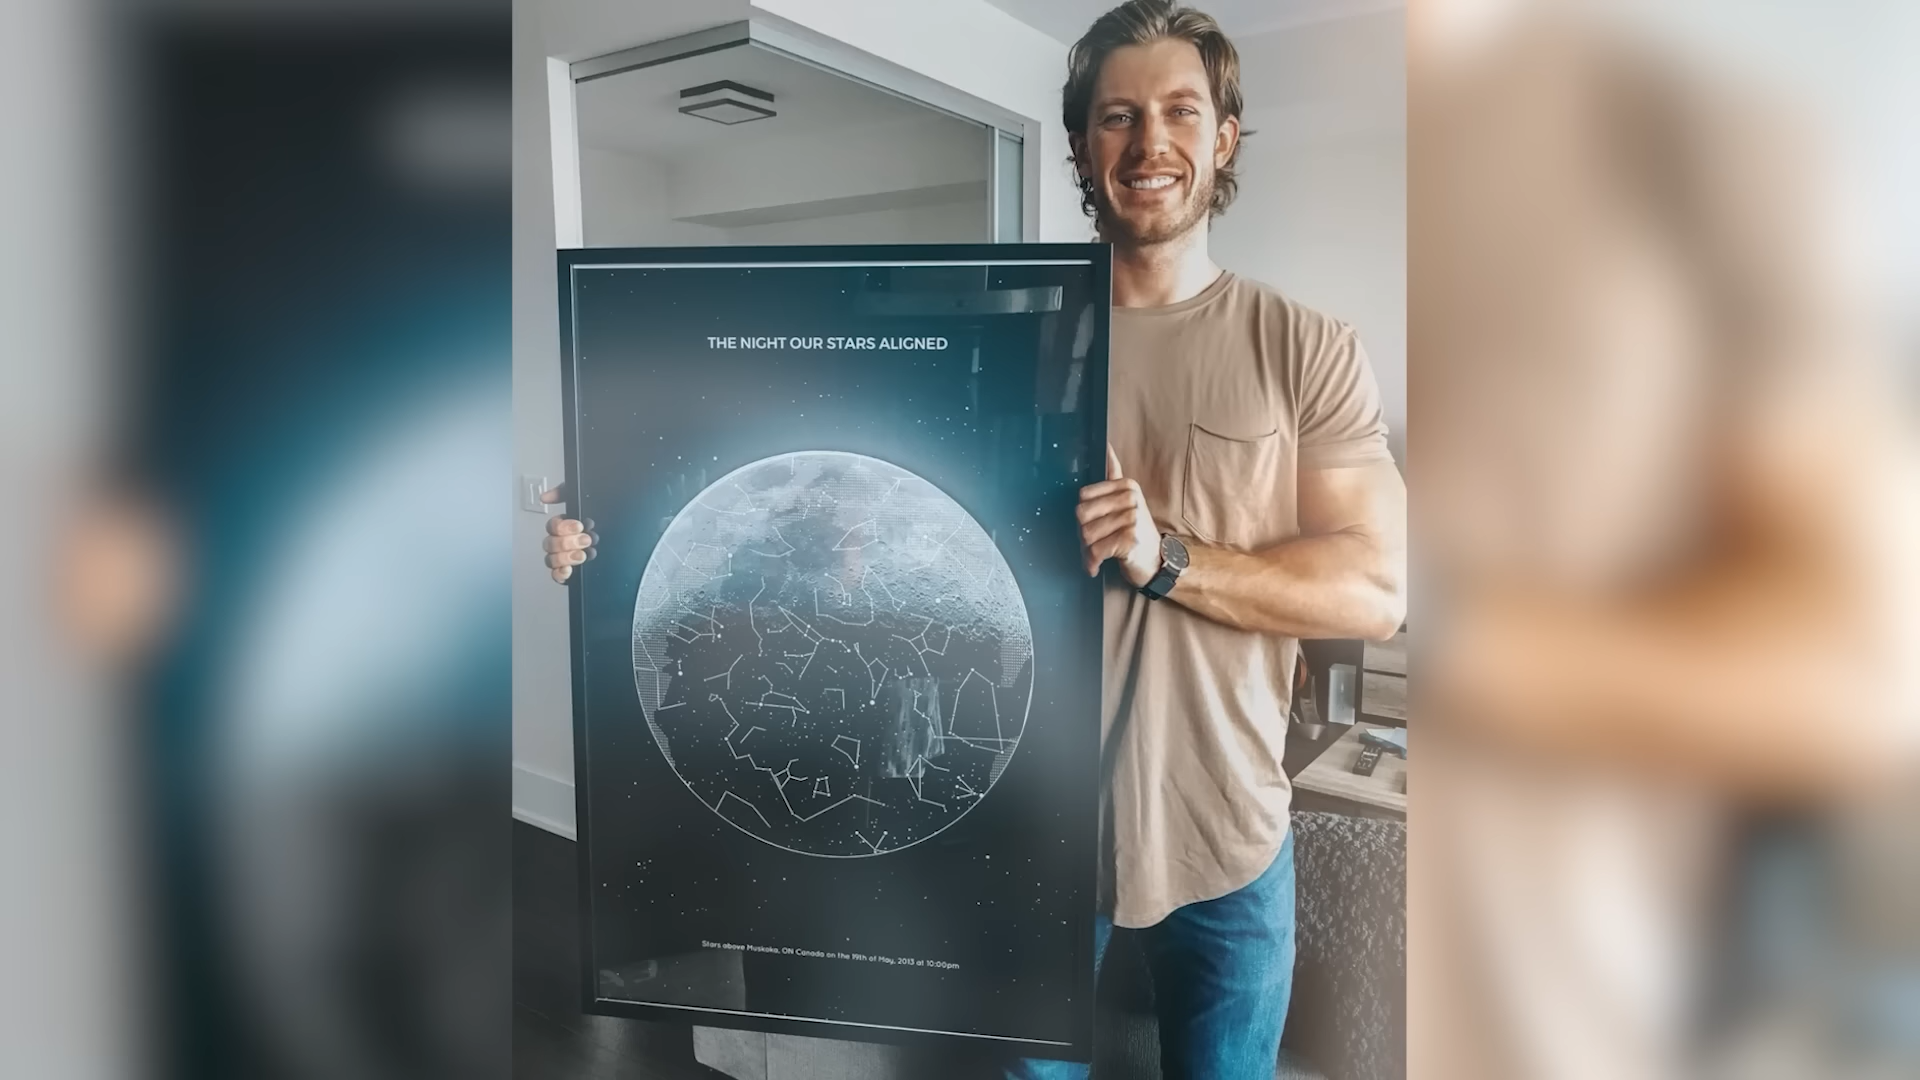 THE NIGHT OUR STARS ALIGNED
Stars above Muskoka, ON Canada on the 19th of May, 2013 at 10:00pm